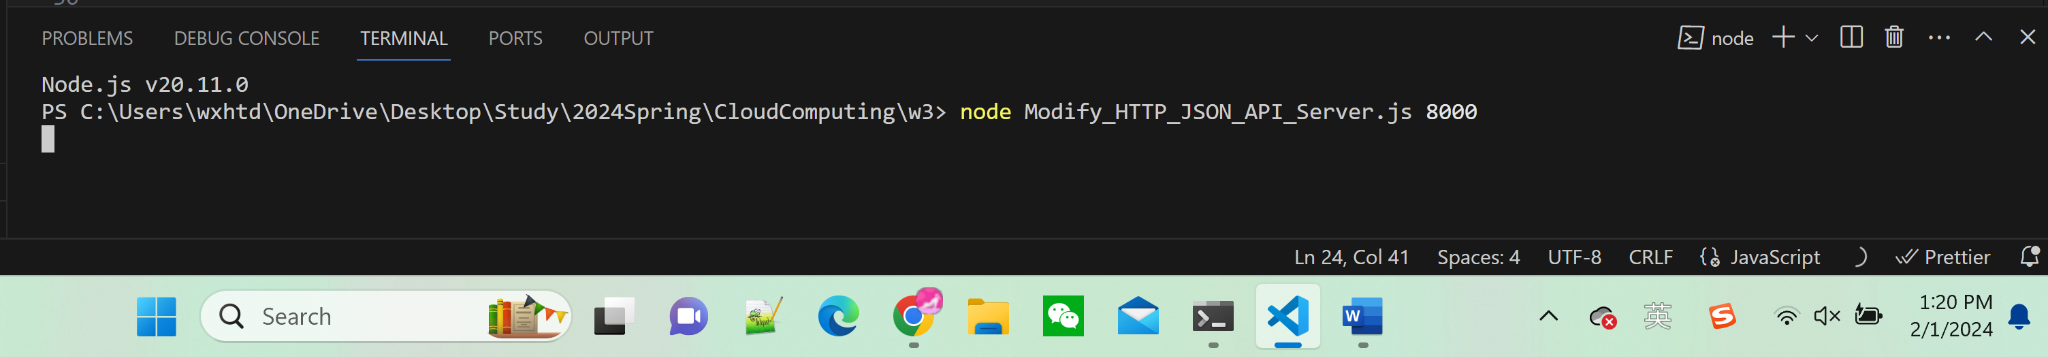 PROBLEMS DEBUG CONSOLE TERMINAL PORTS OUTPUT node
Node.js v20.11.0
PS C:\Users\wxhtd\OneDrive\Desktop\Study\2024Spring\CloudComputing\w3> node Modify_HTTP_JSON_API_Server.js 8000
Ln 24, Col 41 Spaces: 4 UTF-8 CRLF JavaScript Prettier
Search 英 1:20 PM
2/1/2024